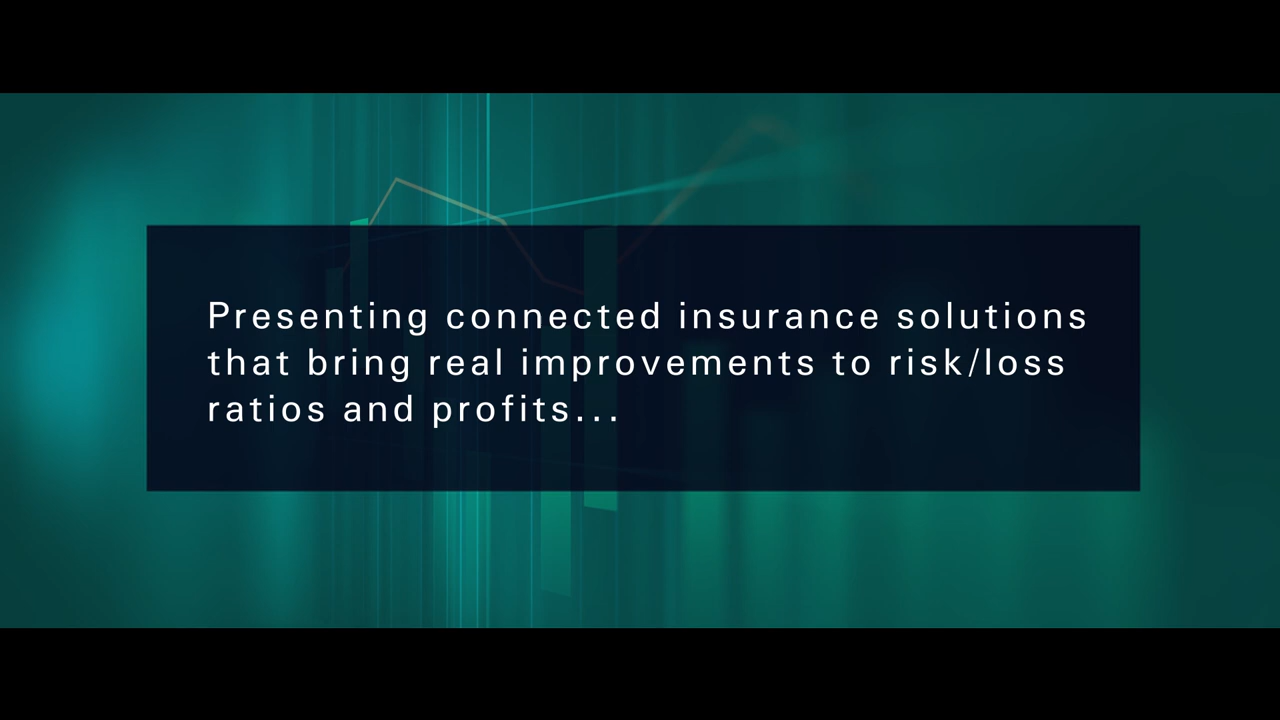 Presenting connected insurance solutions
that bring real improvements to risk/loss
ratios and profits...